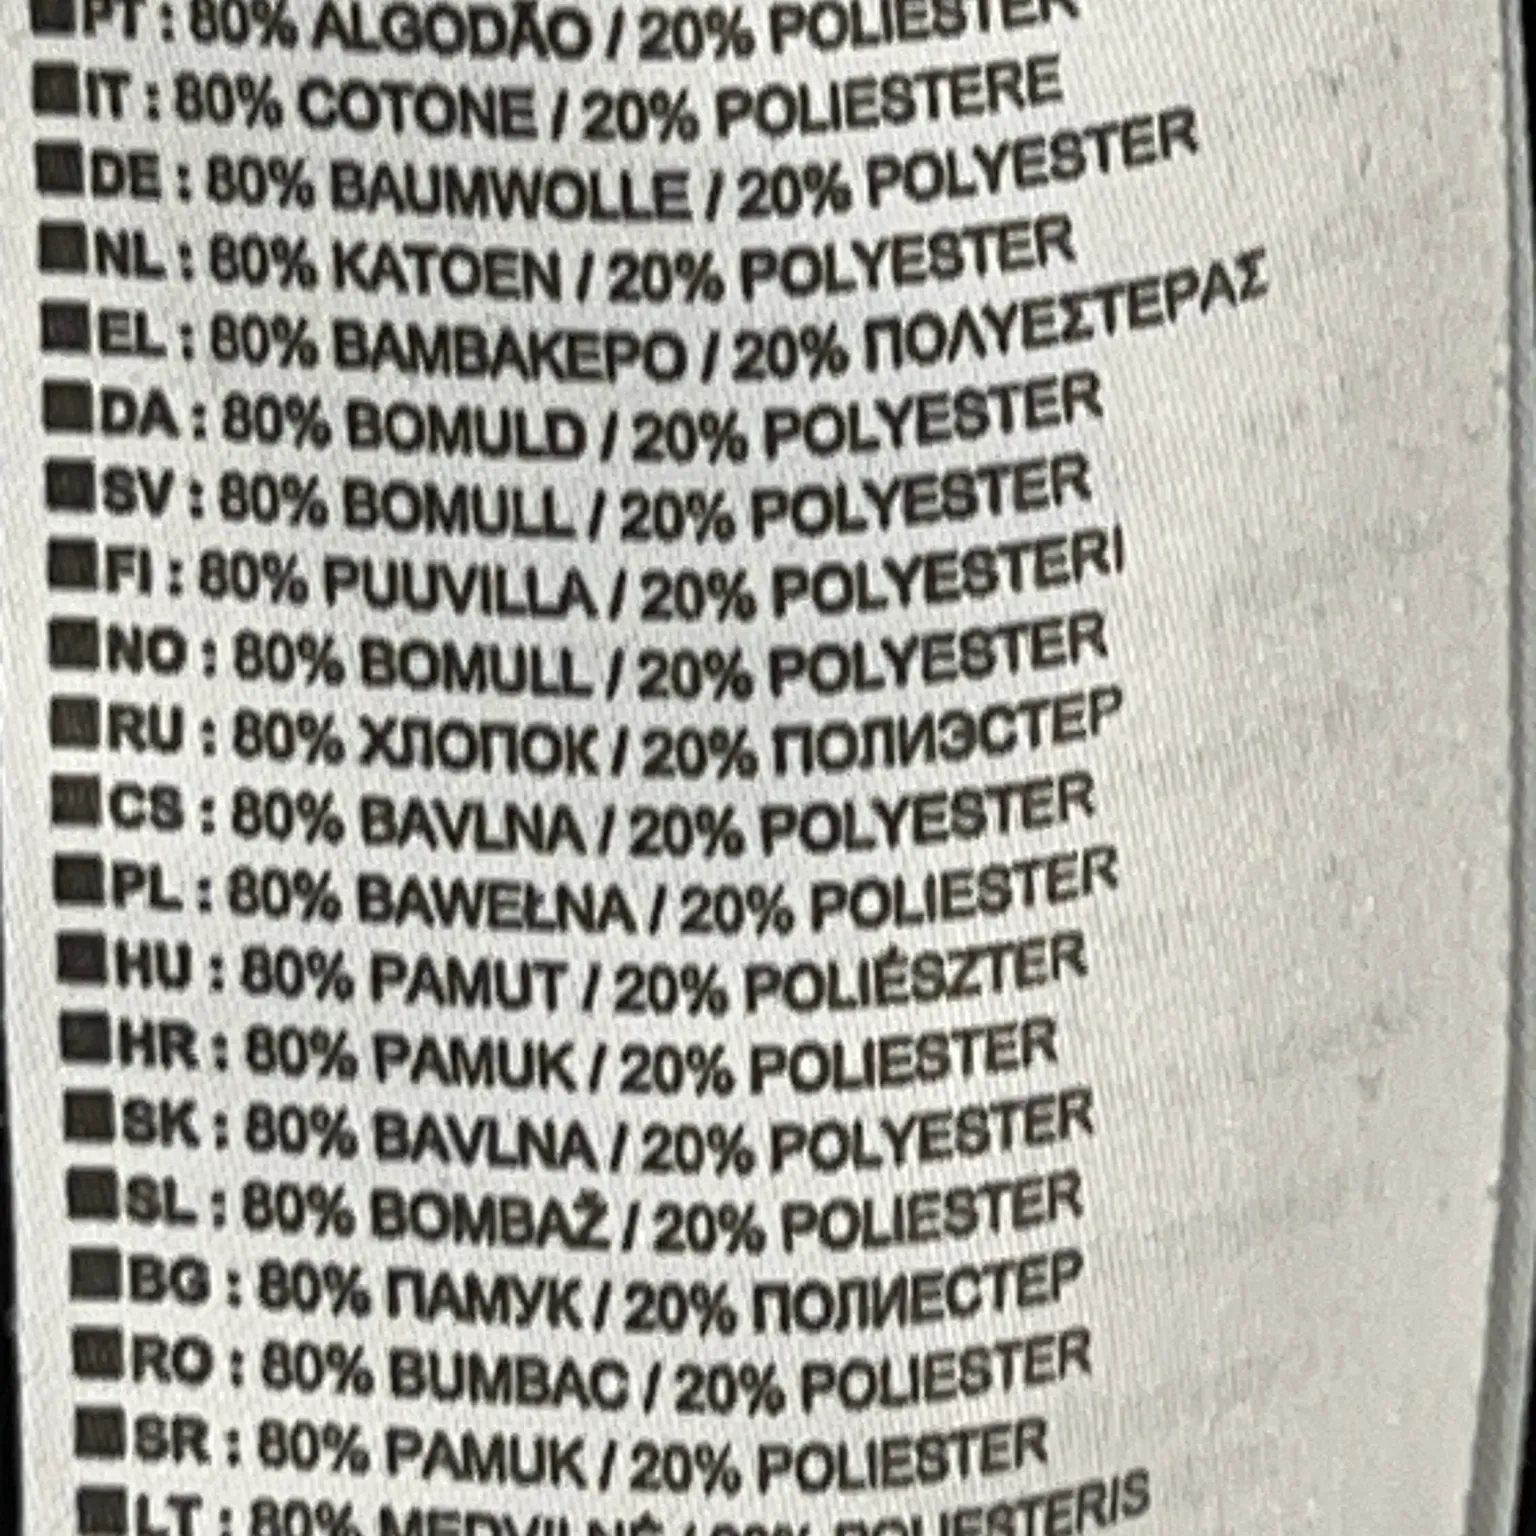 PT : 80% ALGODÃO / 20% POLIESTER
IT : 80% COTONE / 20% POLIESTERE
DE : 80% BAUMWOLLE / 20% POLYESTER
NL : 80% KATOEN / 20% POLYESTER
EL : 80% ΒΑΜΒΑΚΕΡΟ / 20% ΠΟΛΥΕΣΤΕΡΑΣ
DA : 80% BOMULD / 20% POLYESTER
SV : 80% BOMULL / 20% POLYESTER
FI : 80% PUUVILLA / 20% POLYESTERI
NO : 80% BOMULL / 20% POLYESTER
RU : 80% ХЛОПОК / 20% ПОЛИЭСТЕР
CS : 80% BAVLNA / 20% POLYESTER
PL : 80% BAWEŁNA / 20% POLIESTER
HU : 80% PAMUT / 20% POLIÉSZTER
HR : 80% PAMUK / 20% POLIESTER
SK : 80% BAVLNA / 20% POLYESTER
SL : 80% BOMBAŽ / 20% POLIESTER
BG : 80% ПАМУК / 20% ПОЛИЕСТЕР
RO : 80% BUMBAC / 20% POLIESTER
SR : 80% PAMUK / 20% POLIESTER
LT : 80% MEDVILNĖ / 20% POLIESTERIS